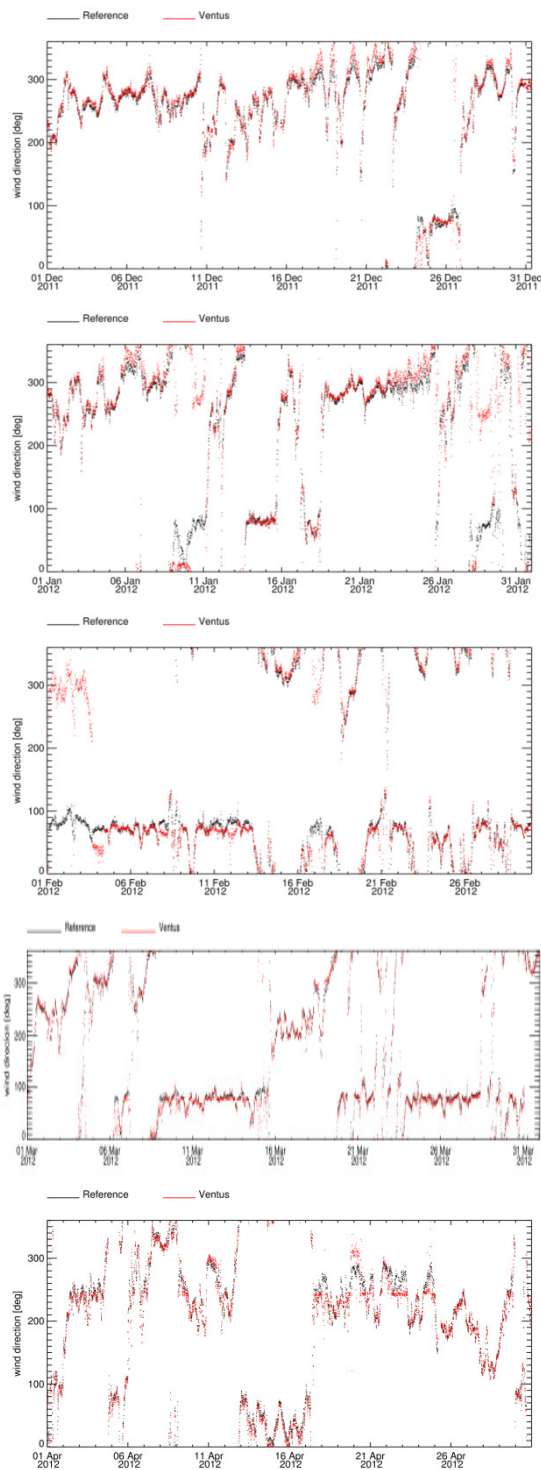 Reference Ventus
wind direction [deg]
300
200
100
0
01 Dec 06 Dec 11 Dec 16 Dec 21 Dec 26 Dec 31 Dec
2011 2011 2011 2011 2011 2011 2011
Reference Ventus
wind direction [deg]
300
200
100
0
01 Jan 06 Jan 11 Jan 16 Jan 21 Jan 26 Jan 31 Jan
2012 2012 2012 2012 2012 2012 2012
Reference Ventus
wind direction [deg]
300
200
100
0
01 Feb 06 Feb 11 Feb 16 Feb 21 Feb 26 Feb
2012 2012 2012 2012 2012 2012
Reference Ventus
wind direction [deg]
300
200
100
0
01 Mar 06 Mar 11 Mar 16 Mar 21 Mar 26 Mar 31 Mar
2012 2012 2012 2012 2012 2012 2012
Reference Ventus
wind direction [deg]
300
200
100
0
01 Apr 06 Apr 11 Apr 16 Apr 21 Apr 26 Apr
2012 2012 2012 2012 2012 2012